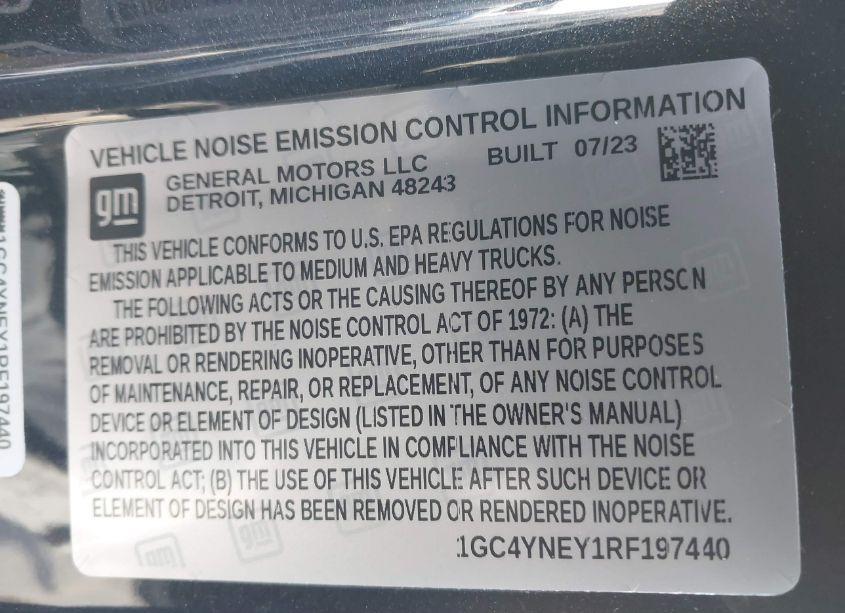 VEHICLE NOISE EMISSION CONTROL INFORMATION
gm
GENERAL MOTORS LLC
DETROIT, MICHIGAN 48243
BUILT 07/23
THIS VEHICLE CONFORMS TO U.S. EPA REGULATIONS FOR NOISE
EMISSION APPLICABLE TO MEDIUM AND HEAVY TRUCKS.
THE FOLLOWING ACTS OR THE CAUSING THEREOF BY ANY PERSON
ARE PROHIBITED BY THE NOISE CONTROL ACT OF 1972: (A) THE
REMOVAL OR RENDERING INOPERATIVE, OTHER THAN FOR PURPOSES
OF MAINTENANCE, REPAIR, OR REPLACEMENT, OF ANY NOISE CONTROL
DEVICE OR ELEMENT OF DESIGN (LISTED IN THE OWNER'S MANUAL)
INCORPORATED INTO THIS VEHICLE IN COMPLIANCE WITH THE NOISE
CONTROL ACT; (B) THE USE OF THIS VEHICLE AFTER SUCH DEVICE OR
ELEMENT OF DESIGN HAS BEEN REMOVED OR RENDERED INOPERATIVE.
1GC4YNEY1RF197440
1GC4YNEY1RF197440